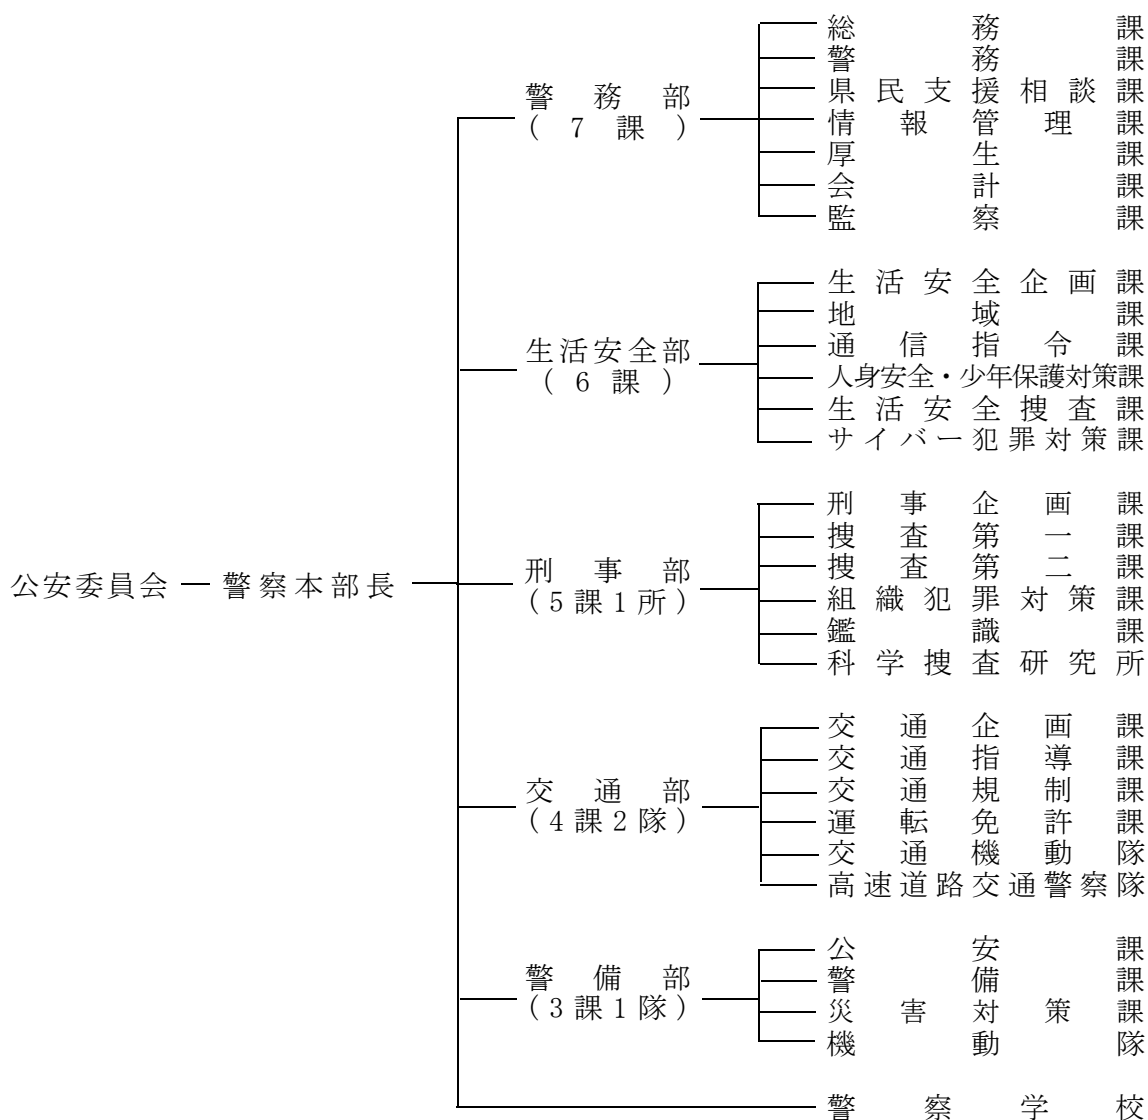 公安委員会
警察本部長
警務部
(7課)
総務課
警務課
県民支援相談課
情報管理課
厚生課
会計課
監察課
生活安全部
(6課)
生活安全企画課
地域課
通信指令課
人身安全・少年保護対策課
生活安全捜査課
サイバー犯罪対策課
刑事部
(5課1所)
刑事企画課
捜査第一課
捜査第二課
組織犯罪対策課
鑑識課
科学捜査研究所
交通部
(4課2隊)
交通企画課
交通指導課
交通規制課
運転免許課
交通機動隊
高速道路交通警察隊
警備部
(3課1隊)
公安課
警備課
災害対策課
機動隊
警察学校